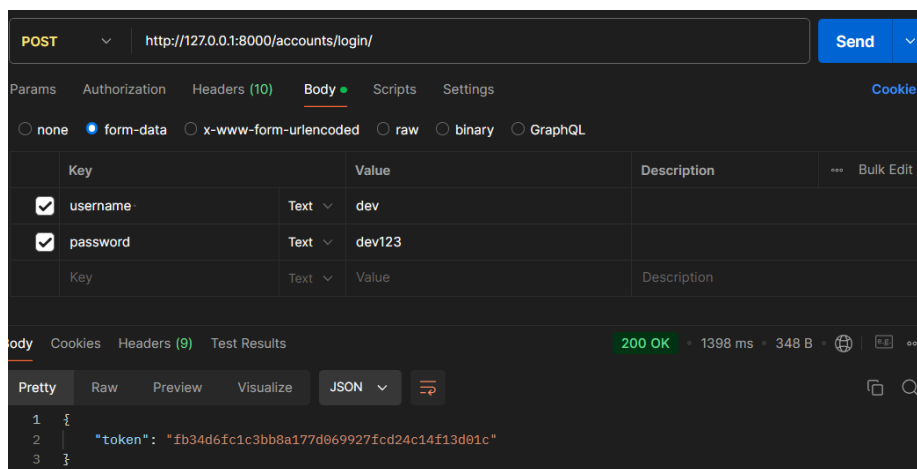 POST http://127.0.0.1:8000/accounts/login/ Send
Params Authorization Headers (10) Body Scripts Settings Cookie
none form-data x-www-form-urlencoded raw binary GraphQL
Key Value Description Bulk Edit
username Text dev
password Text dev123
Key Text Value Description
ody Cookies Headers (9) Test Results 200 OK 1398 ms 348 B e.g.
Pretty Raw Preview Visualize JSON
1 {
2 "token": "fb34d6fc1c3bb8a177d069927fcd24c14f13d01c"
3 }